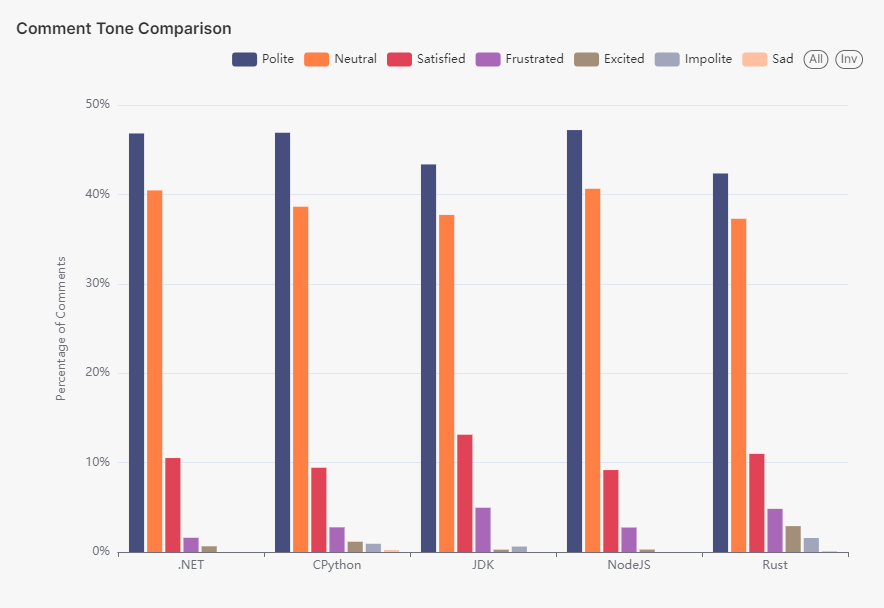 Comment Tone Comparison
Polite Neutral Satisfied Frustrated Excited Impolite Sad All Inv
50%
40%
30%
20%
10%
0%
Percentage of Comments
.NET CPython JDK NodeJS Rust